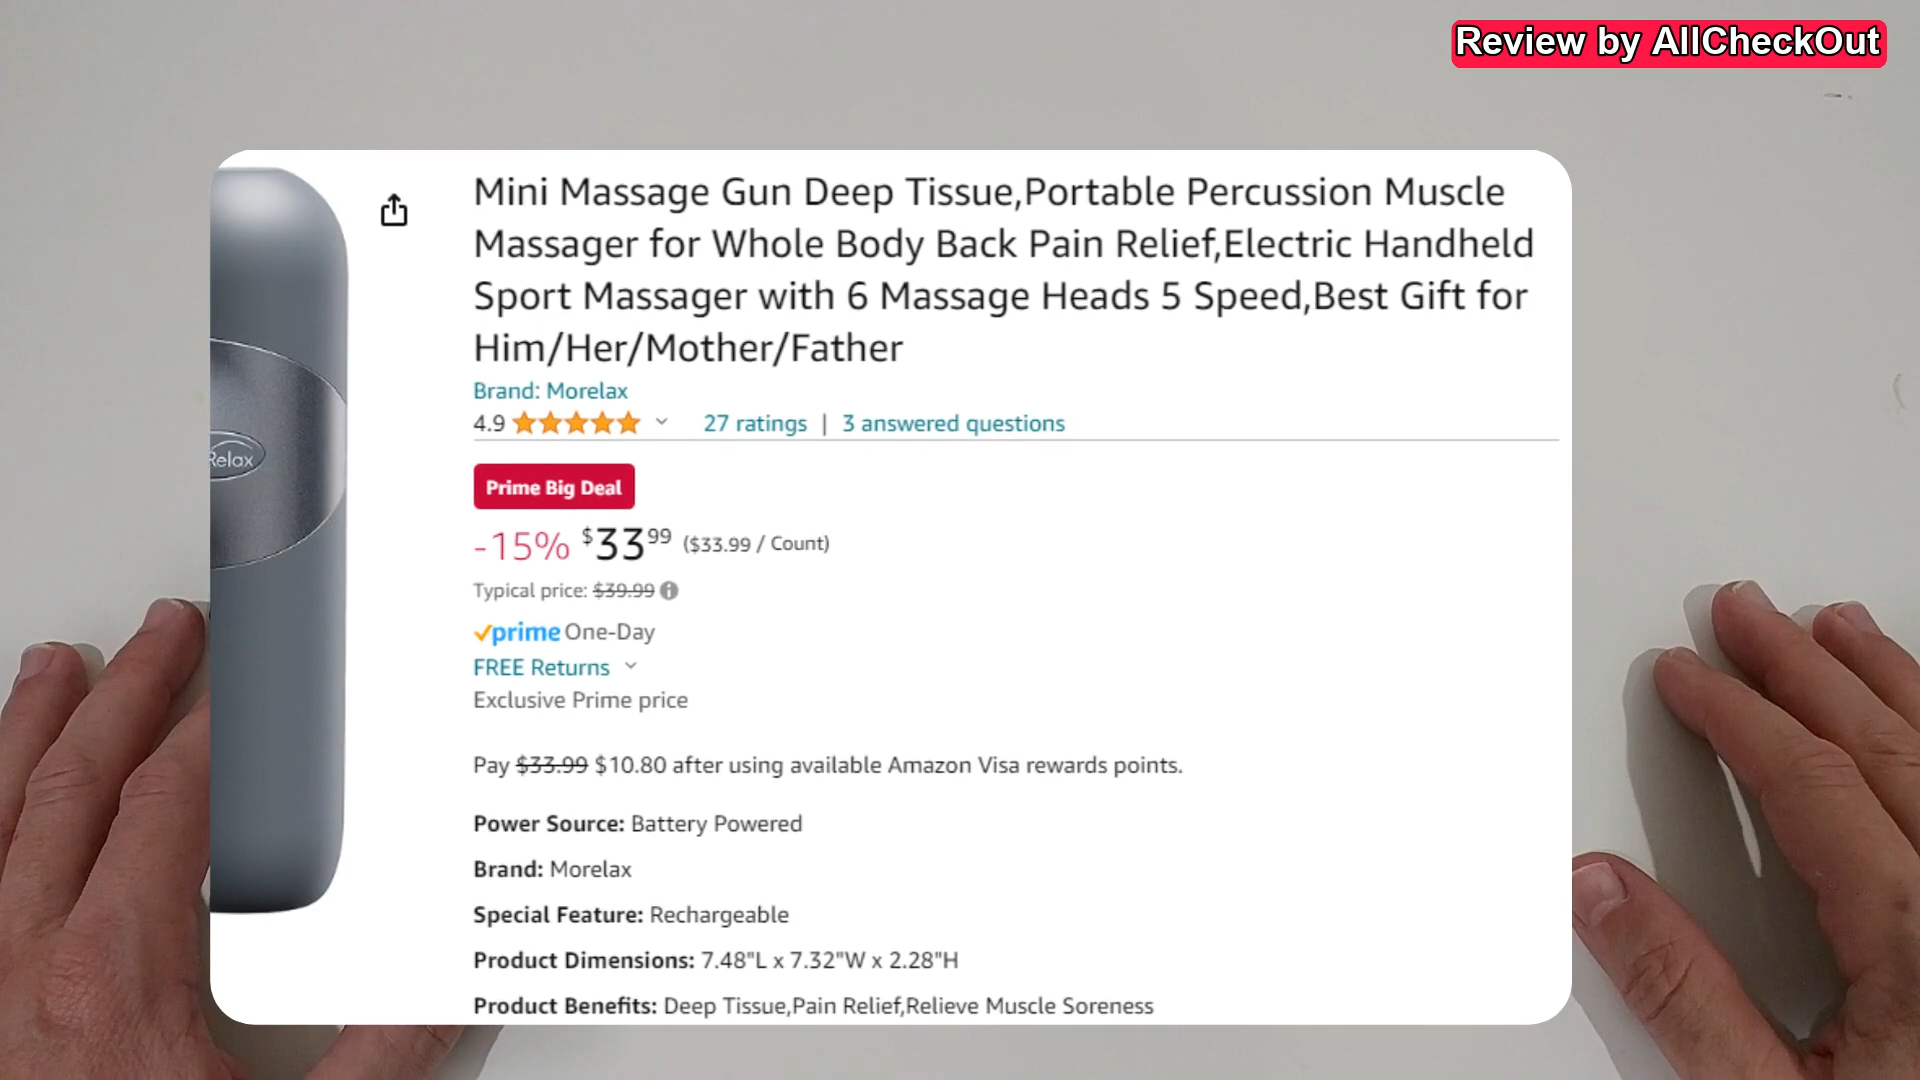 Review by AllCheckOut
Mini Massage Gun Deep Tissue,Portable Percussion Muscle
Massager for Whole Body Back Pain Relief,Electric Handheld
Sport Massager with 6 Massage Heads 5 Speed,Best Gift for
Him/Her/Mother/Father
Brand: Morelax
4.9 27 ratings | 3 answered questions
Relax
Prime Big Deal
-15% $33.99 ($33.99 / Count)
Typical price: $39.99
prime One-Day
FREE Returns
Exclusive Prime price
Pay $33.99 $10.80 after using available Amazon Visa rewards points.
Power Source: Battery Powered
Brand: Morelax
Special Feature: Rechargeable
Product Dimensions: 7.48"L x 7.32"W x 2.28"H
Product Benefits: Deep Tissue,Pain Relief,Relieve Muscle Soreness